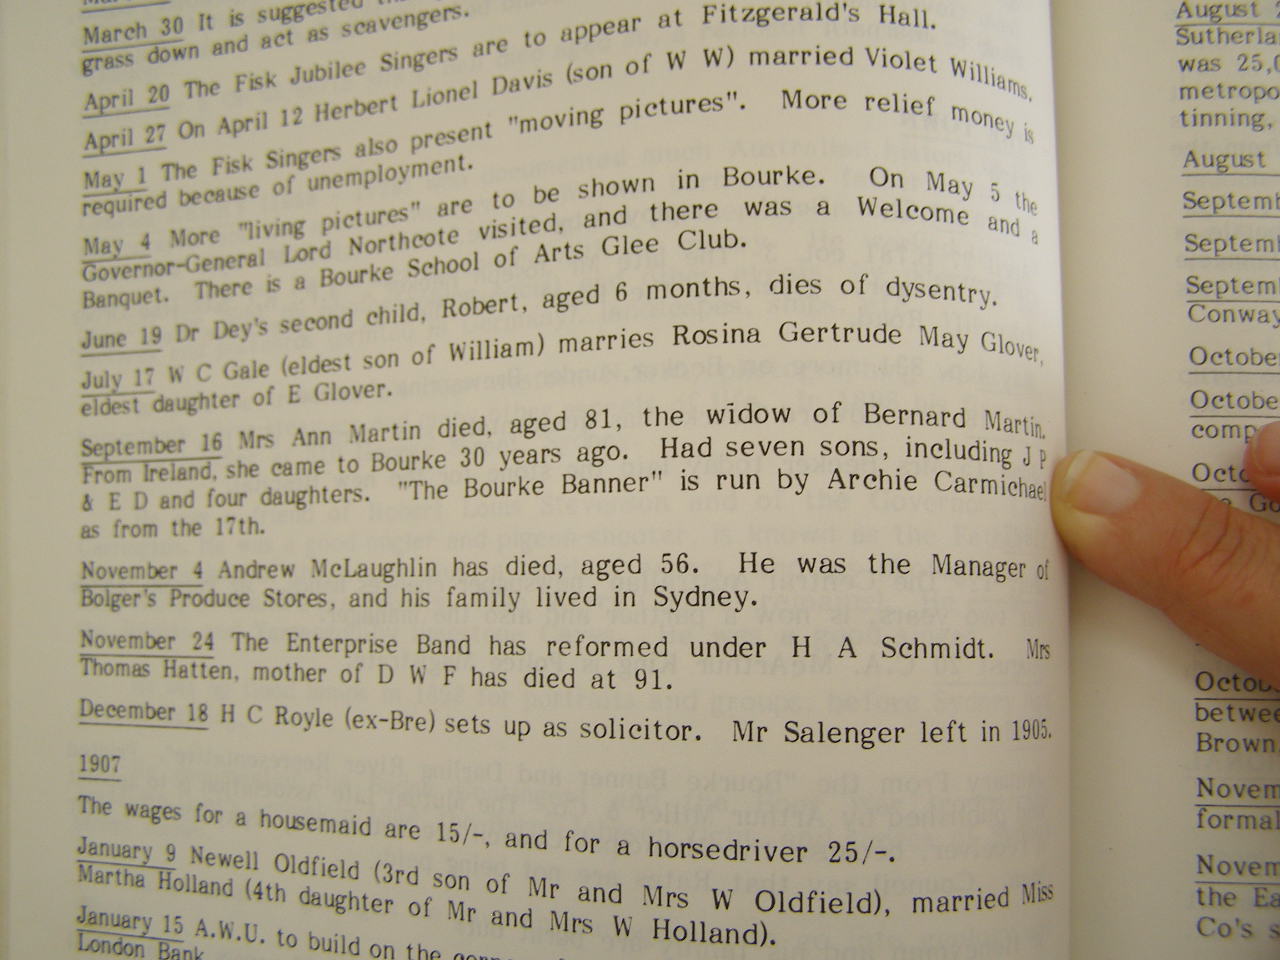 March 30 It is suggested
grass down and act as scavengers.
April 20 The Fisk Jubilee Singers are to appear at Fitzgerald's Hall.
April 27 On April 12 Herbert Lionel Davis (son of W W) married Violet Williams.
May 1 The Fisk Singers also present "moving pictures". More relief money is
required because of unemployment.
May 4 More "living pictures" are to be shown in Bourke. On May 5 the
Governor-General Lord Northcote visited, and there was a Welcome and a
Banquet. There is a Bourke School of Arts Glee Club.
June 19 Dr Dey's second child, Robert, aged 6 months, dies of dysentry.
July 17 W C Gale (eldest son of William) marries Rosina Gertrude May Glover,
eldest daughter of E Glover.
September 16 Mrs Ann Martin died, aged 81, the widow of Bernard Martin.
From Ireland, she came to Bourke 30 years ago. Had seven sons, including J P
& E D and four daughters. "The Bourke Banner" is run by Archie Carmichael
as from the 17th.
November 4 Andrew McLaughlin has died, aged 56. He was the Manager of
Bolger's Produce Stores, and his family lived in Sydney.
November 24 The Enterprise Band has reformed under H A Schmidt. Mrs
Thomas Hatten, mother of D W F has died at 91.
December 18 H C Royle (ex-Bre) sets up as solicitor. Mr Salenger left in 1905.
1907
The wages for a housemaid are 15/-, and for a horsedriver 25/-.
January 9 Newell Oldfield (3rd son of Mr and Mrs W Oldfield), married Miss
Martha Holland (4th daughter of Mr and Mrs W Holland).
January 15 A.W.U. to build on the
London Bank
August
was 25,0
metropo
tinning,
August
Septem
Septem
Septem
Conway
October
October
comp
Octo
Go
Octob
betwee
Brown.
Novem
formal
Novem
the Ea
Co's s